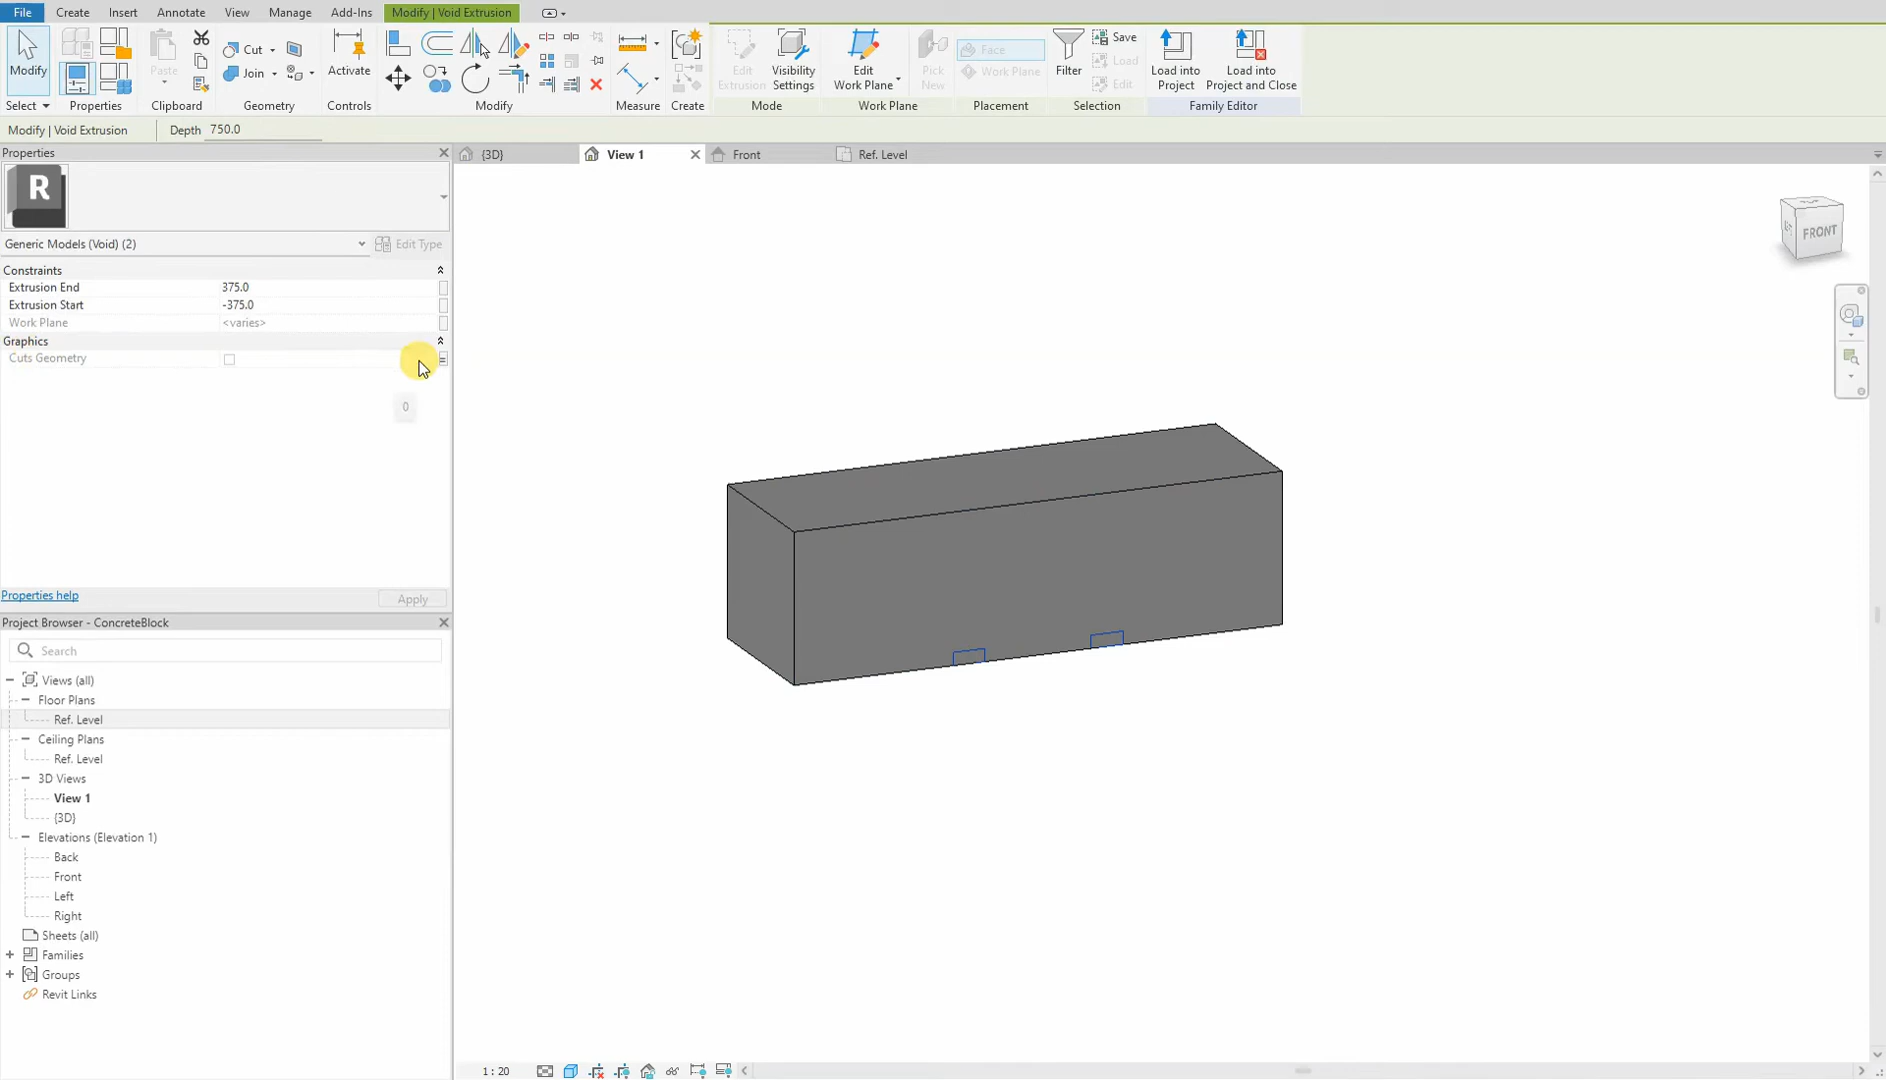 File Create Insert Annotate View Manage Add-Ins Modify | Void Extrusion
Modify Paste Cut Join Activate
Edit Extrusion Visibility Settings Edit Work Plane Pick New Face Work Plane Filter Save Load Edit Load into Project Load into Project and Close
Select Properties Clipboard Geometry Controls Modify Measure Create Mode Work Plane Placement Selection Family Editor
Modify | Void Extrusion Depth 750.0
Properties
{3D} View 1 Front Ref. Level
R
Generic Models (Void) (2) Edit Type
Constraints
Extrusion End 375.0
Extrusion Start -375.0
Work Plane <varies>
Graphics
Cuts Geometry =
0
FRONT
Properties help Apply
Project Browser - ConcreteBlock
Search
Views (all)
Floor Plans
Ref. Level
Ceiling Plans
Ref. Level
3D Views
View 1
{3D}
Elevations (Elevation 1)
Back
Front
Left
Right
Sheets (all)
Families
Groups
Revit Links
1 : 20